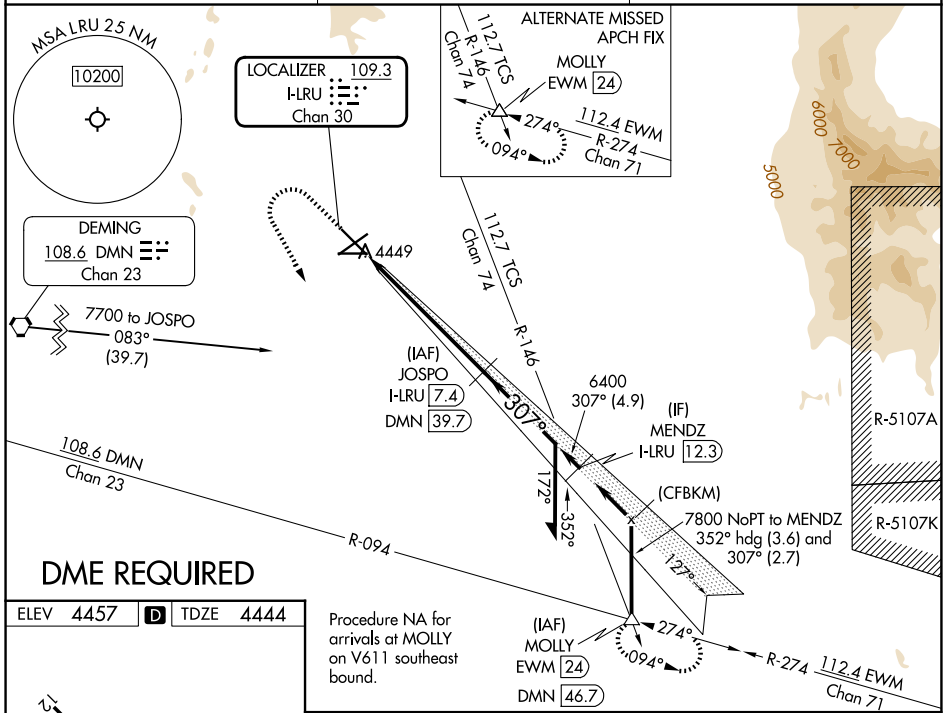 MSA LRU 25 NM
10200
LOCALIZER 109.3
I-LRU
Chan 30
ALTERNATE MISSED
APCH FIX
112.7 TCS
R-146
Chan 74
MOLLY
EWM 24
274°
094°
112.4 EWM
R-274
Chan 71
6000
7000
5000
DEMING
108.6 DMN
Chan 23
7700 to JOSPO
083°
(39.7)
4449
112.7 TCS
Chan 74
R-146
(IAF)
JOSPO
I-LRU 7.4
DMN 39.7
307°
6400
307° (4.9)
(IF)
MENDZ
I-LRU 12.3
172°
352°
(CFBKM)
7800 NoPT to MENDZ
352° hdg (3.6) and
307° (2.7)
127°
R-5107A
R-5107K
108.6 DMN
Chan 23
R-094
DME REQUIRED
ELEV 4457 D TDZE 4444
12
Procedure NA for
arrivals at MOLLY
on V611 southeast
bound.
(IAF)
MOLLY
EWM 24
DMN 46.7
274°
094°
R-274
112.4 EWM
Chan 71